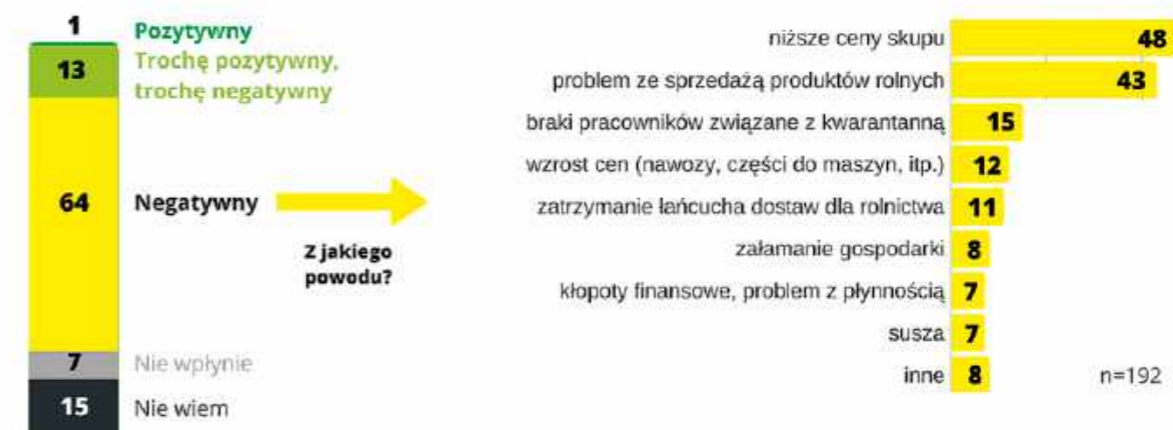 1
Pozytywny
13
Trochę pozytywny,
trochę negatywny
64
Negatywny
Z jakiego
powodu?
7
Nie wpłynie
15
Nie wiem
niższe ceny skupu 48
problem ze sprzedażą produktów rolnych 43
braki pracowników związane z kwarantanną 15
wzrost cen (nawozy, części do maszyn, itp.) 12
zatrzymanie łańcucha dostaw dla rolnictwa 11
załamanie gospodarki 8
kłopoty finansowe, problem z płynnością 7
susza 7
inne 8
n=192